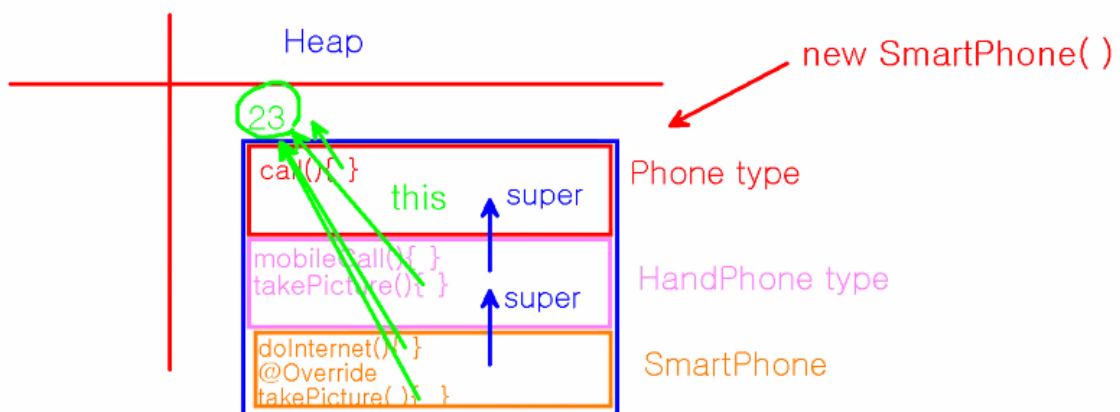 Heap
new SmartPhone( )
23
call(){ }
Phone type
this
super
mobileCall(){ }
takePicture(){ }
HandPhone type
super
doInternet(){ }
@Override
takePicture( ){ }
SmartPhone